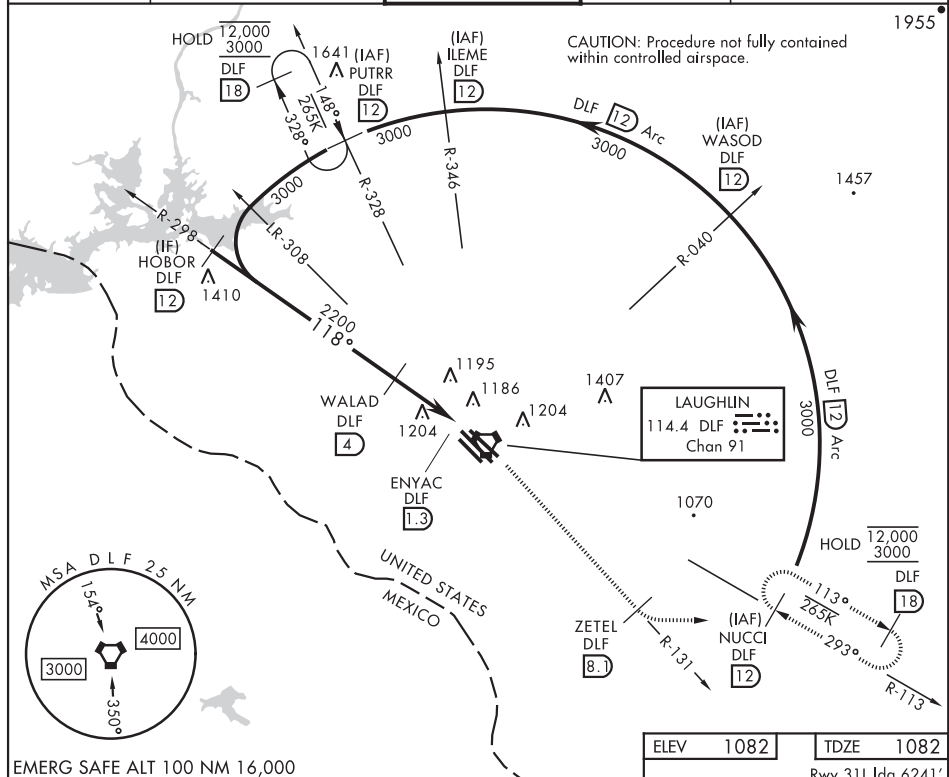 1955
HOLD 12,000
3000
DLF
18
1641
(IAF)
PUTRR
DLF
12
(IAF)
ILEME
DLF
12
CAUTION: Procedure not fully contained
within controlled airspace.
148°
265K
328°
3000
DLF 12 Arc
3000
(IAF)
WASOD
DLF
12
1457
3000
R-346
R-328
R-040
R-298
LR-308
(IF)
HOBOR
DLF
12
1410
2200
118°
WALAD
DLF
4
1195
1186
1204
1204
1407
LAUGHLIN
114.4 DLF
Chan 91
DLF 12 Arc
3000
ENYAC
DLF
1.3
1070
HOLD 12,000
3000
DLF
18
113°
265K
293°
R-113
UNITED STATES
MEXICO
ZETEL
DLF
8.1
R-131
(IAF)
NUCCI
DLF
12
MSA DLF 25 NM
154°
4000
3000
350°
EMERG SAFE ALT 100 NM 16,000
ELEV 1082
TDZE 1082
Rwy 31L ldg 6241'